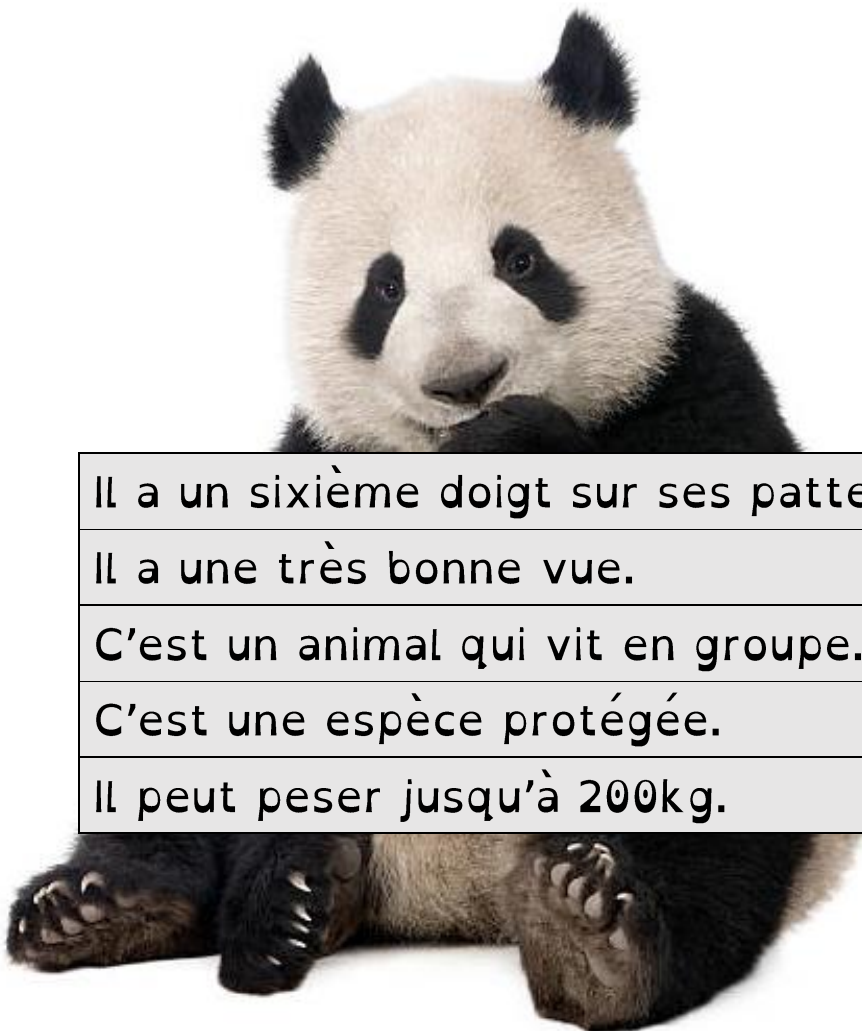 Il a un sixième doigt sur ses patte
Il a une très bonne vue.
C’est un animal qui vit en groupe.
C’est une espèce protégée.
Il peut peser jusqu’à 200kg.